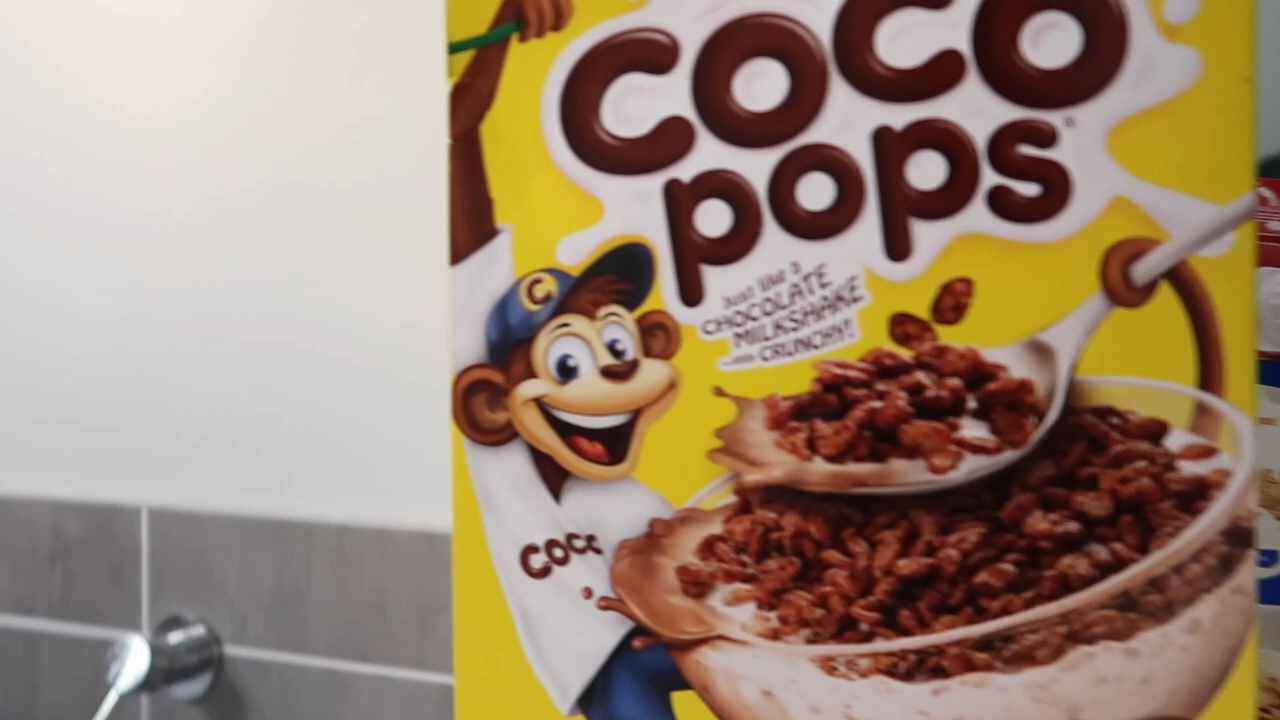 coco
pops®
Just like a
CHOCOLATE
MILKSHAKE
CRUNCHY!
C
coco